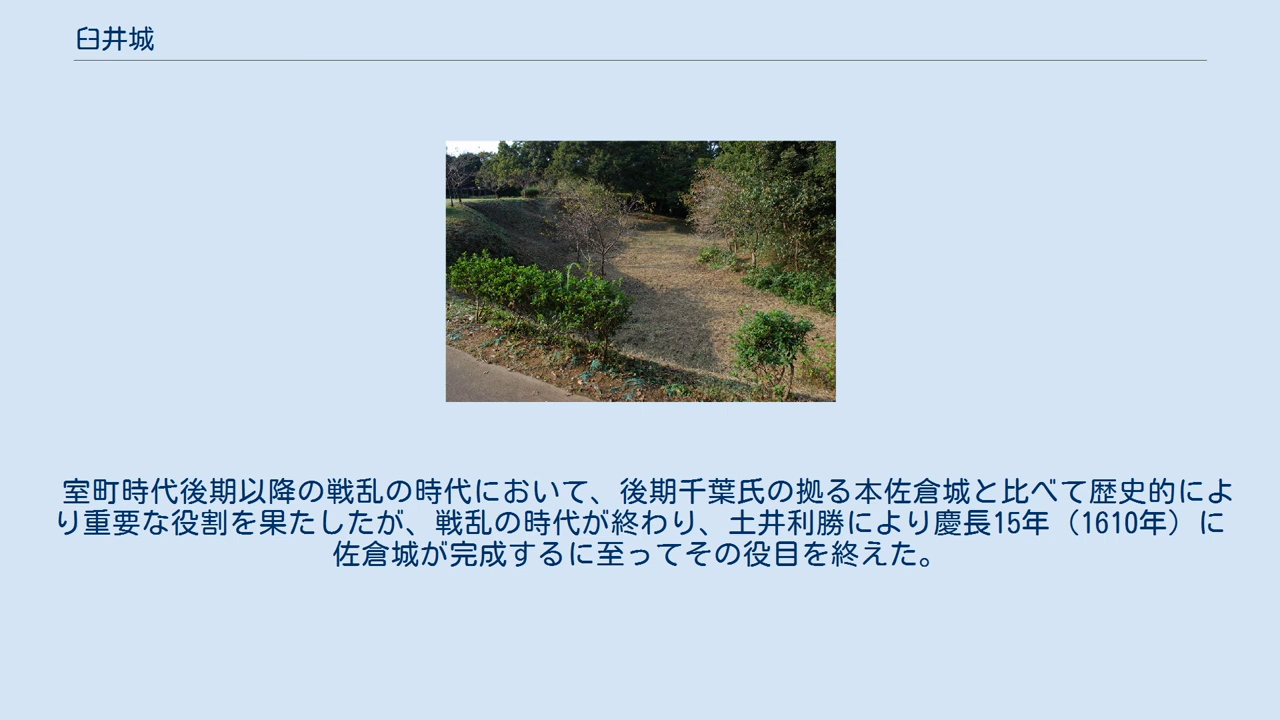 臼井城
室町時代後期以降の戦乱の時代において、後期千葉氏の拠る本佐倉城と比べて歴史的によ
り重要な役割を果たしたが、戦乱の時代が終わり、土井利勝により慶長15年（1610年）に
佐倉城が完成するに至ってその役目を終えた。